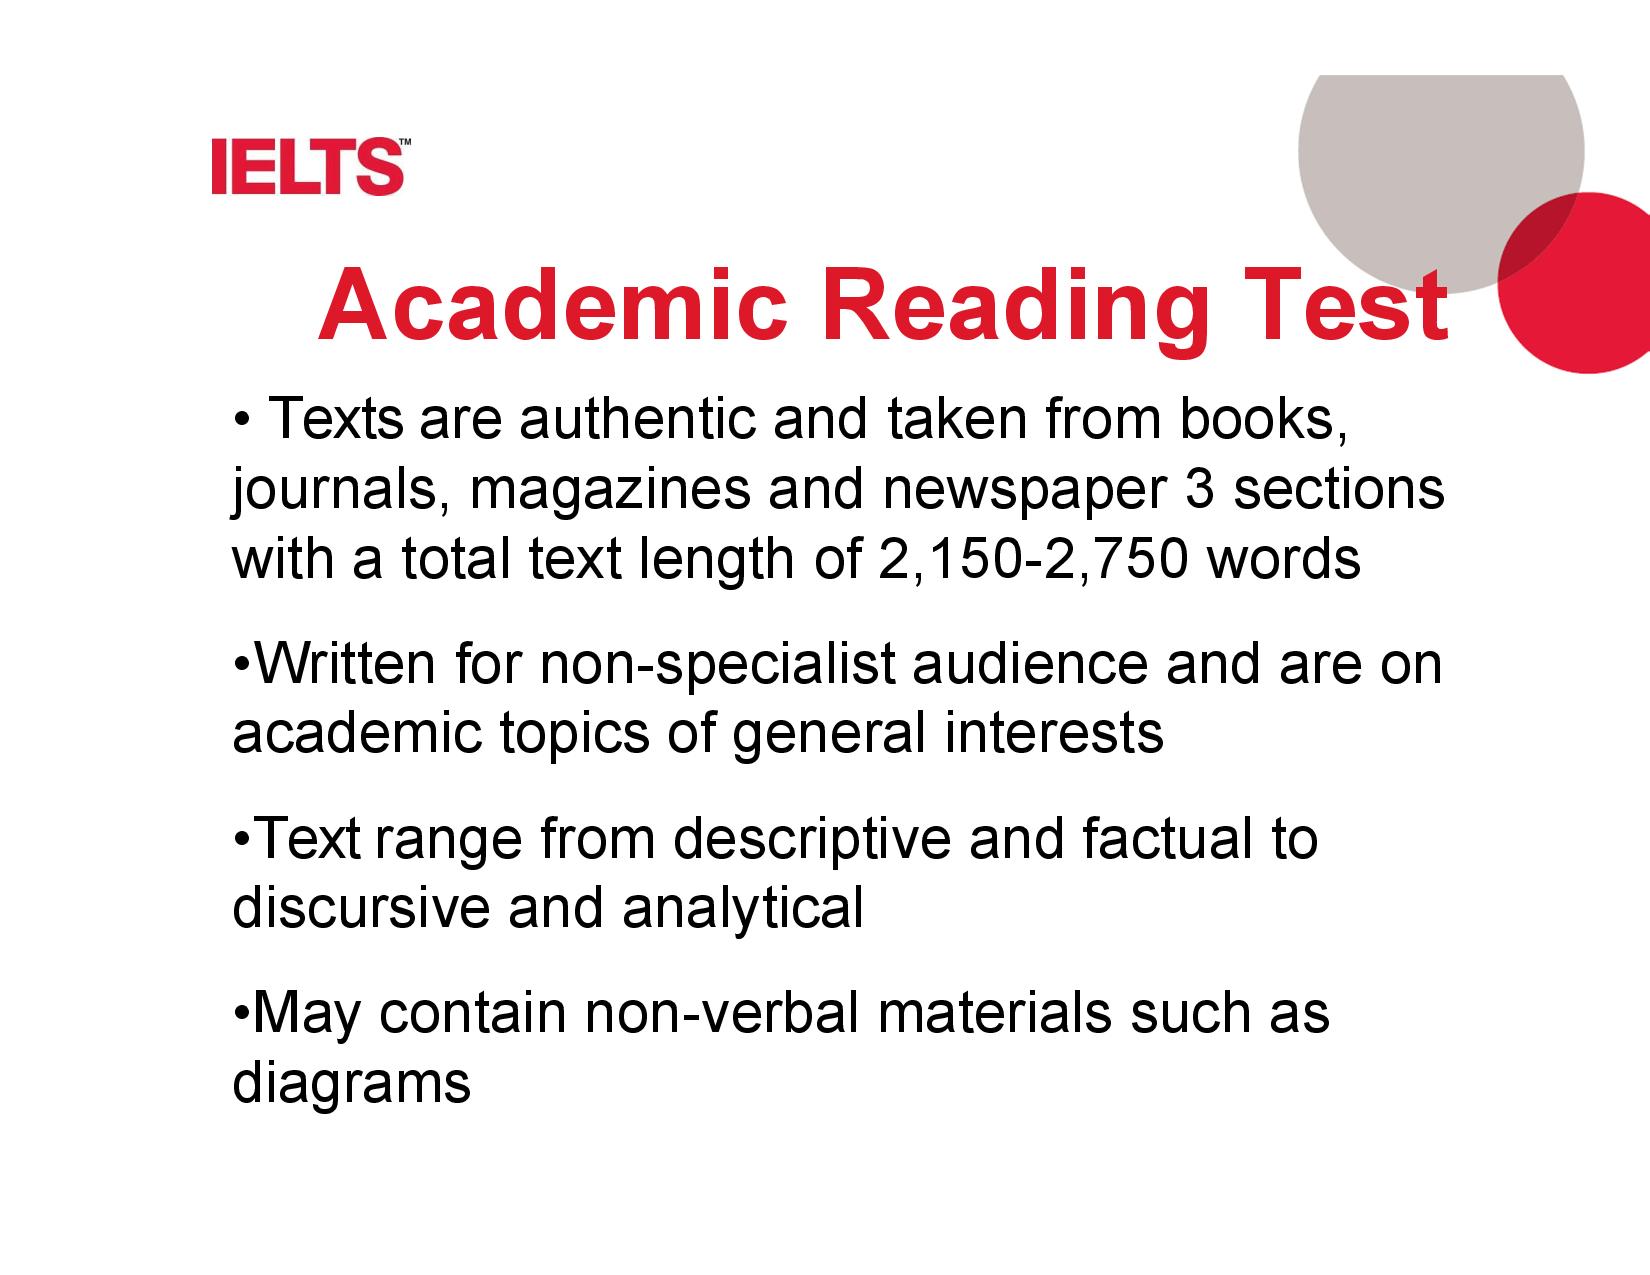 IELTS™
Academic Reading Test
• Texts are authentic and taken from books,
journals, magazines and newspaper 3 sections
with a total text length of 2,150-2,750 words
•Written for non-specialist audience and are on
academic topics of general interests
•Text range from descriptive and factual to
discursive and analytical
•May contain non-verbal materials such as
diagrams